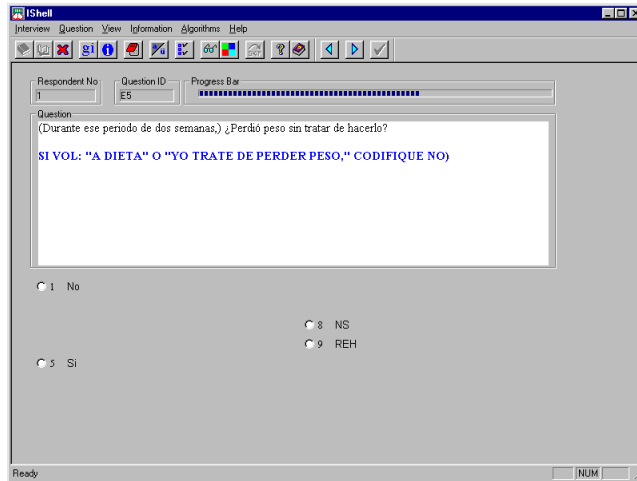 IShell
Interview Question View Information Algorithms Help
gi
Respondent No
Question ID
Progress Bar
1
E5
Question
(Durante ese periodo de dos semanas,) ¿Perdió peso sin tratar de hacerlo?
SI VOL: "A DIETA" O "YO TRATE DE PERDER PESO," CODIFIQUE NO)
1 No
8 NS
9 REH
5 Si
Ready
NUM